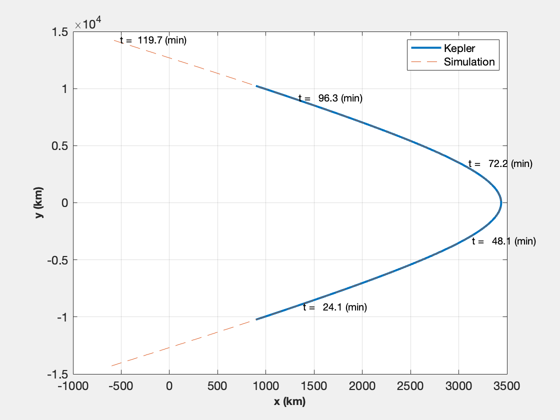 ×10⁴
1.5
t = 119.7 (min)
Kepler
Simulation
1
t = 96.3 (min)
0.5
t = 72.2 (min)
y (km)
0
t = 48.1 (min)
-0.5
t = 24.1 (min)
-1
-1.5
-1000 -500 0 500 1000 1500 2000 2500 3000 3500
x (km)